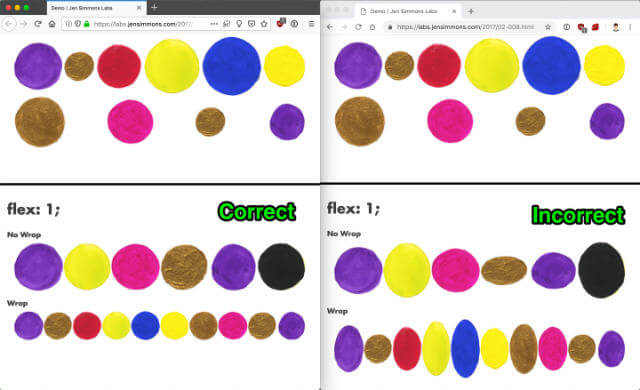 Demo | Jen Simmons Labs
https://labs.jensimmons.com/2017/
flex: 1;
Correct
No Wrap
Wrap
Demo | Jen Simmons Labs
https://labs.jensimmons.com/2017/02-008.html
flex: 1;
Incorrect
No Wrap
Wrap